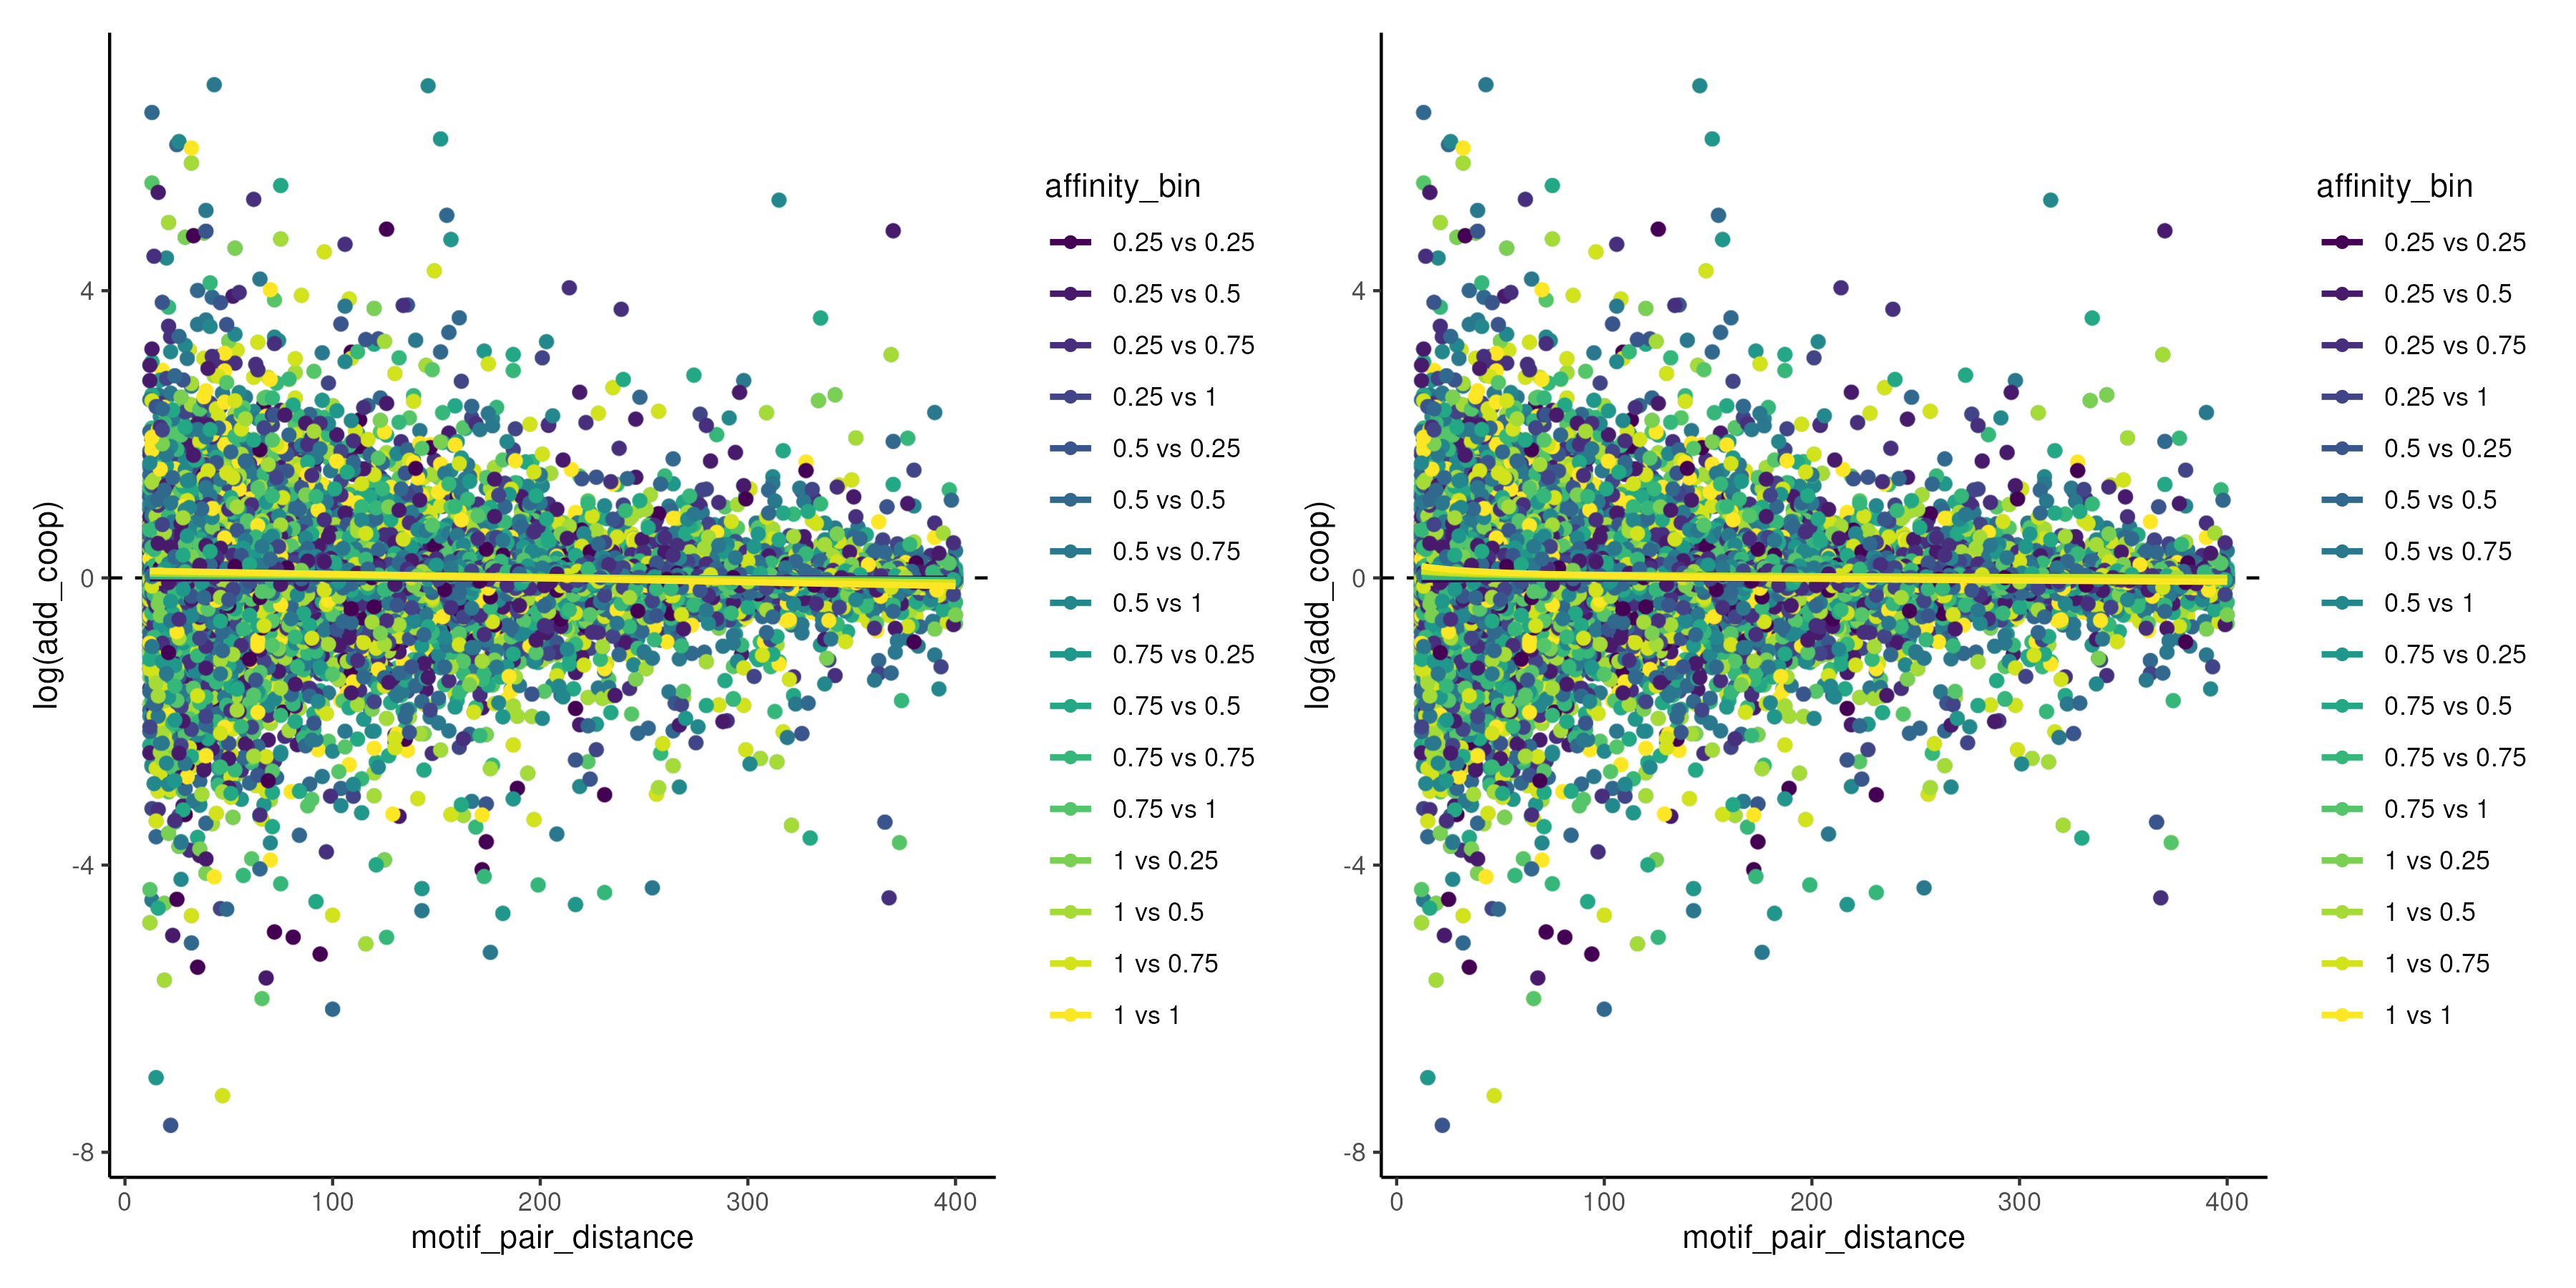 log(add_coop)
4
0
-4
-8
0 100 200 300 400
motif_pair_distance
affinity_bin
0.25 vs 0.25
0.25 vs 0.5
0.25 vs 0.75
0.25 vs 1
0.5 vs 0.25
0.5 vs 0.5
0.5 vs 0.75
0.5 vs 1
0.75 vs 0.25
0.75 vs 0.5
0.75 vs 0.75
0.75 vs 1
1 vs 0.25
1 vs 0.5
1 vs 0.75
1 vs 1
log(add_coop)
4
0
-4
-8
0 100 200 300 400
motif_pair_distance
affinity_bin
0.25 vs 0.25
0.25 vs 0.5
0.25 vs 0.75
0.25 vs 1
0.5 vs 0.25
0.5 vs 0.5
0.5 vs 0.75
0.5 vs 1
0.75 vs 0.25
0.75 vs 0.5
0.75 vs 0.75
0.75 vs 1
1 vs 0.25
1 vs 0.5
1 vs 0.75
1 vs 1